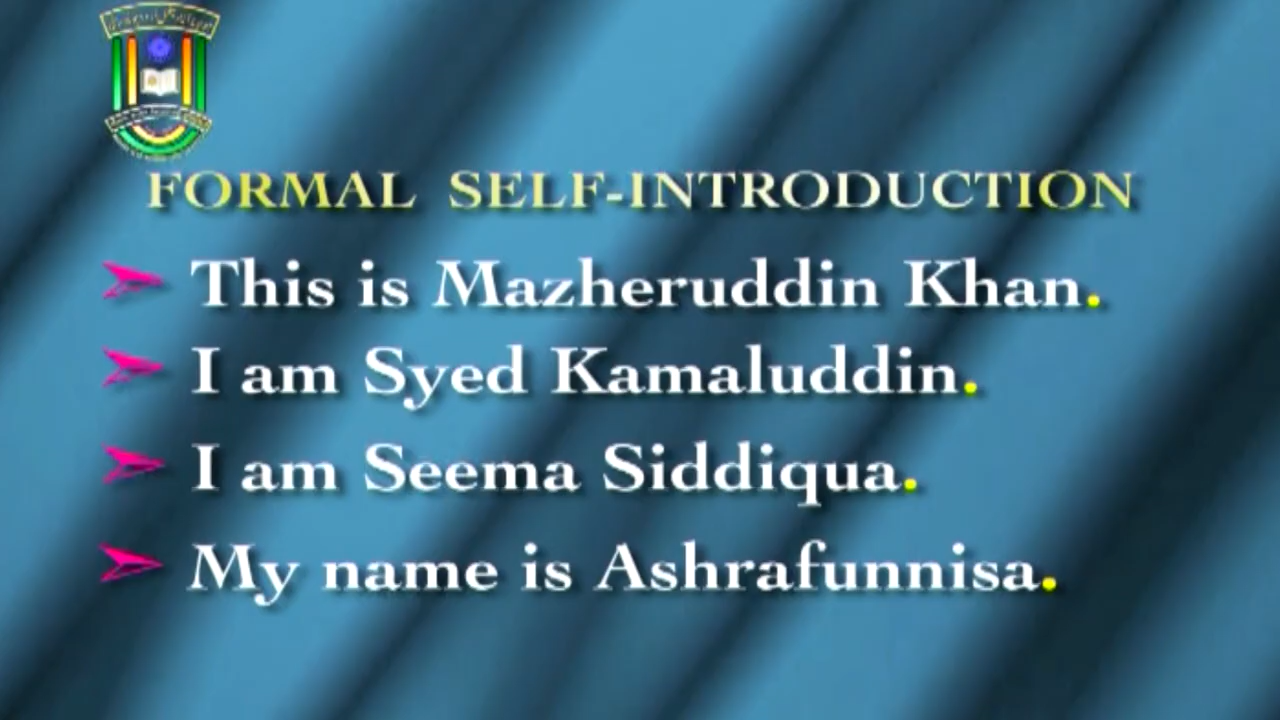 FORMAL SELF-INTRODUCTION
This is Mazheruddin Khan.
I am Syed Kamaluddin.
I am Seema Siddiqua.
My name is Ashrafunnisa.